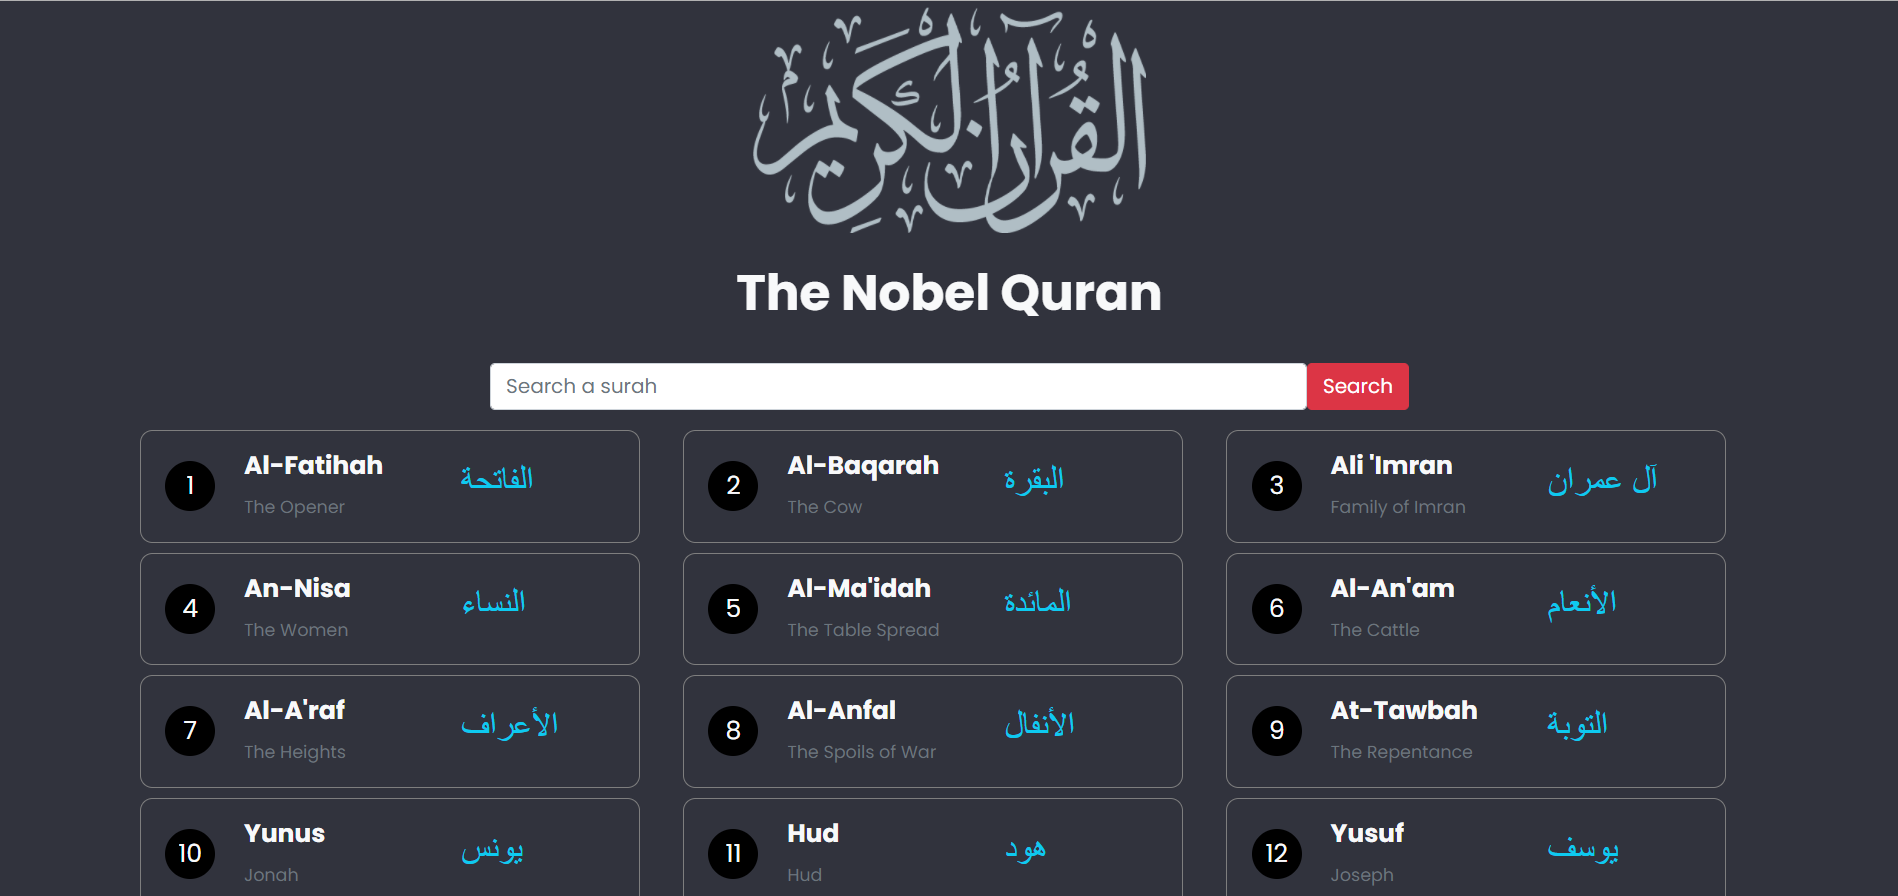 القرآن الكريم
The Nobel Quran
Search a surah
Search
1
Al-Fatihah
الفاتحة
The Opener
2
Al-Baqarah
البقرة
The Cow
3
Ali 'Imran
آل عمران
Family of Imran
4
An-Nisa
النساء
The Women
5
Al-Ma'idah
المائدة
The Table Spread
6
Al-An'am
الأنعام
The Cattle
7
Al-A'raf
الأعراف
The Heights
8
Al-Anfal
الأنفال
The Spoils of War
9
At-Tawbah
التوبة
The Repentance
10
Yunus
يونس
Jonah
11
Hud
هود
Hud
12
Yusuf
يوسف
Joseph